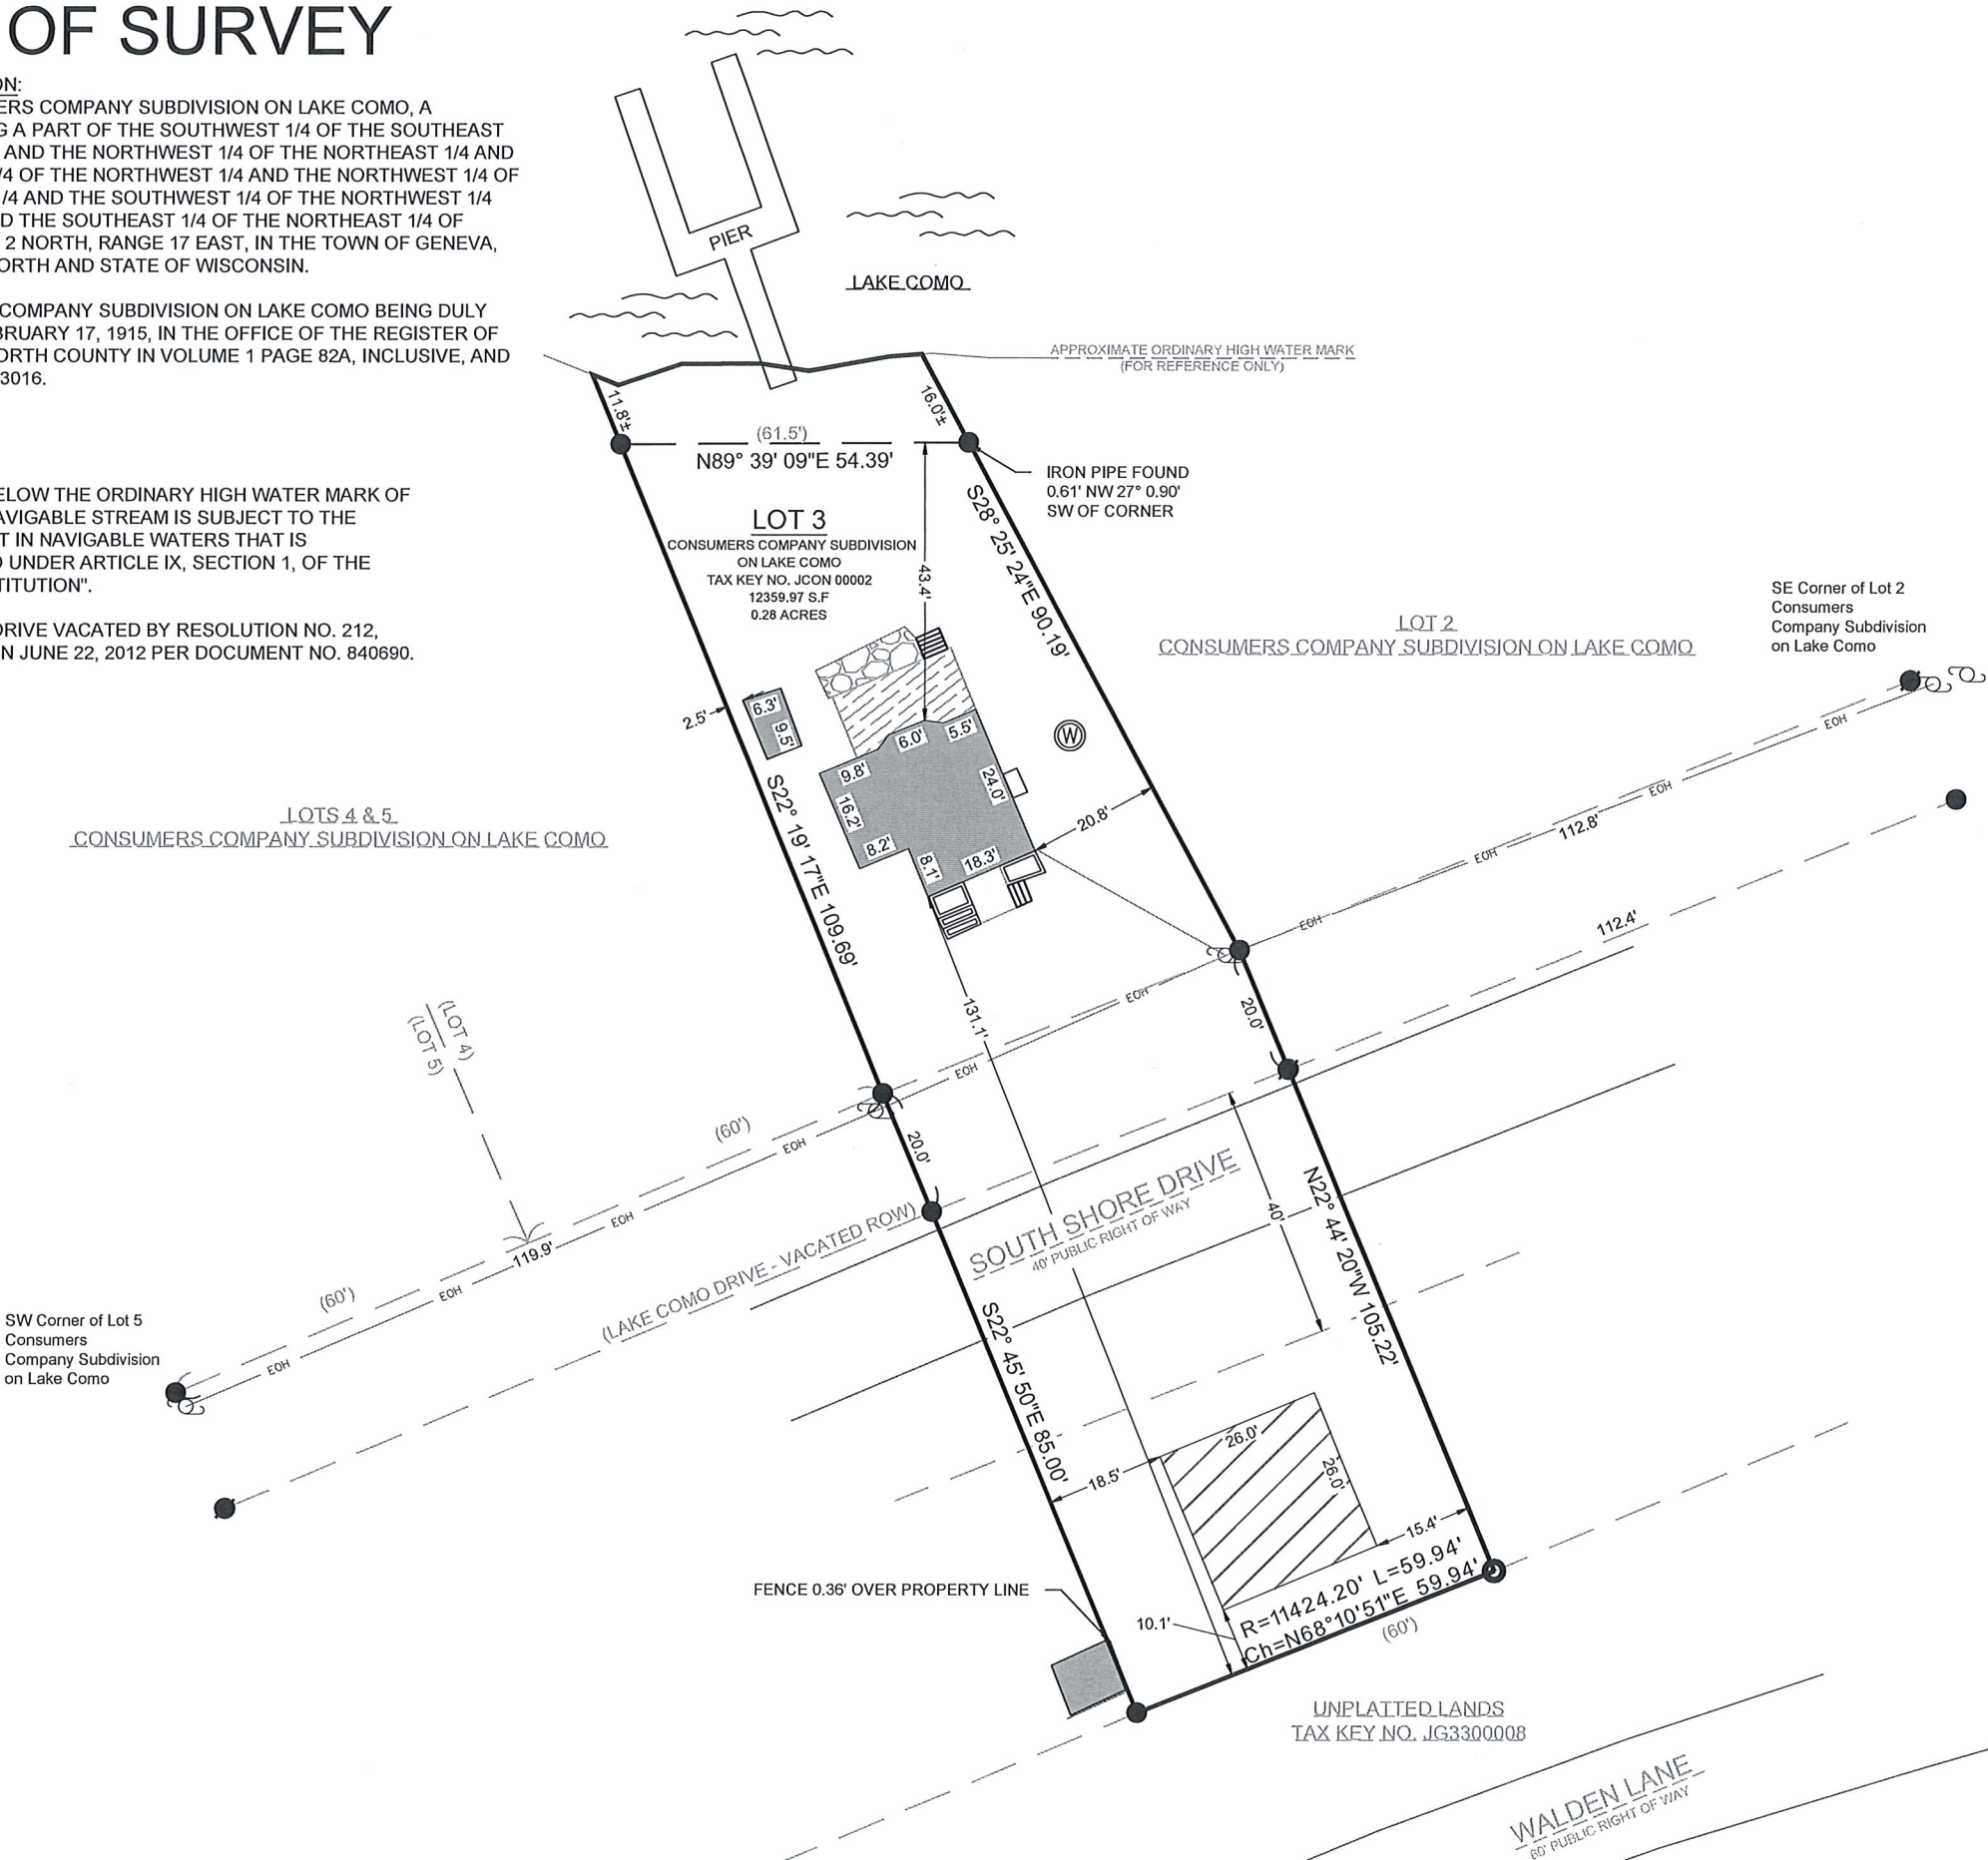 OF SURVEY
ON:
ERS COMPANY SUBDIVISION ON LAKE COMO, A
G A PART OF THE SOUTHWEST 1/4 OF THE SOUTHEAST
AND THE NORTHWEST 1/4 OF THE NORTHEAST 1/4 AND
/4 OF THE NORTHWEST 1/4 AND THE NORTHWEST 1/4 OF
/4 AND THE SOUTHWEST 1/4 OF THE NORTHWEST 1/4
D THE SOUTHEAST 1/4 OF THE NORTHEAST 1/4 OF
2 NORTH, RANGE 17 EAST, IN THE TOWN OF GENEVA,
ORTH AND STATE OF WISCONSIN.
COMPANY SUBDIVISION ON LAKE COMO BEING DULY
BRUARY 17, 1915, IN THE OFFICE OF THE REGISTER OF
ORTH COUNTY IN VOLUME 1 PAGE 82A, INCLUSIVE, AND
3016.
ELOW THE ORDINARY HIGH WATER MARK OF
AVIGABLE STREAM IS SUBJECT TO THE
T IN NAVIGABLE WATERS THAT IS
D UNDER ARTICLE IX, SECTION 1, OF THE
TITUTION".
DRIVE VACATED BY RESOLUTION NO. 212,
N JUNE 22, 2012 PER DOCUMENT NO. 840690.
PIER
LAKE COMO
APPROXIMATE ORDINARY HIGH WATER MARK
(FOR REFERENCE ONLY)
11.8'±
16.0'±
(61.5')
N89° 39' 09"E 54.39'
IRON PIPE FOUND
0.61' NW 27° 0.90'
SW OF CORNER
LOT 3
CONSUMERS COMPANY SUBDIVISION
ON LAKE COMO
TAX KEY NO. JCON 00002
12359.97 S.F
0.28 ACRES
43.4'
S28° 25' 24"E 90.19'
LOT 2
CONSUMERS COMPANY SUBDIVISION ON LAKE COMO
SE Corner of Lot 2
Consumers
Company Subdivision
on Lake Como
2.5'
6.3'
9.5'
6.0'
5.5'
W
9.8'
24.0'
16.2'
8.2'
8.1'
18.3'
20.8'
S22° 19' 17"E 109.69'
LOTS 4 & 5
CONSUMERS COMPANY SUBDIVISION ON LAKE COMO
EOH
EOH
112.8'
EOH
112.4'
EOH
EOH
EOH
131.1'
20.0'
(LOT 4)
(LOT 5)
(60')
EOH
20.0'
EOH
119.9'
(60')
EOH
EOH
(LAKE COMO DRIVE - VACATED ROW)
SOUTH SHORE DRIVE
40' PUBLIC RIGHT OF WAY
40'
N22° 44' 20"W 105.22'
SW Corner of Lot 5
Consumers
Company Subdivision
on Lake Como
S22° 45' 50"E 85.00'
26.0'
26.0'
18.5'
15.4'
FENCE 0.36' OVER PROPERTY LINE
10.1'
R=11424.20' L=59.94'
Ch=N68°10'51"E 59.94'
(60')
UNPLATTED LANDS
TAX KEY NO. JG3300008
WALDEN LANE
60' PUBLIC RIGHT OF WAY